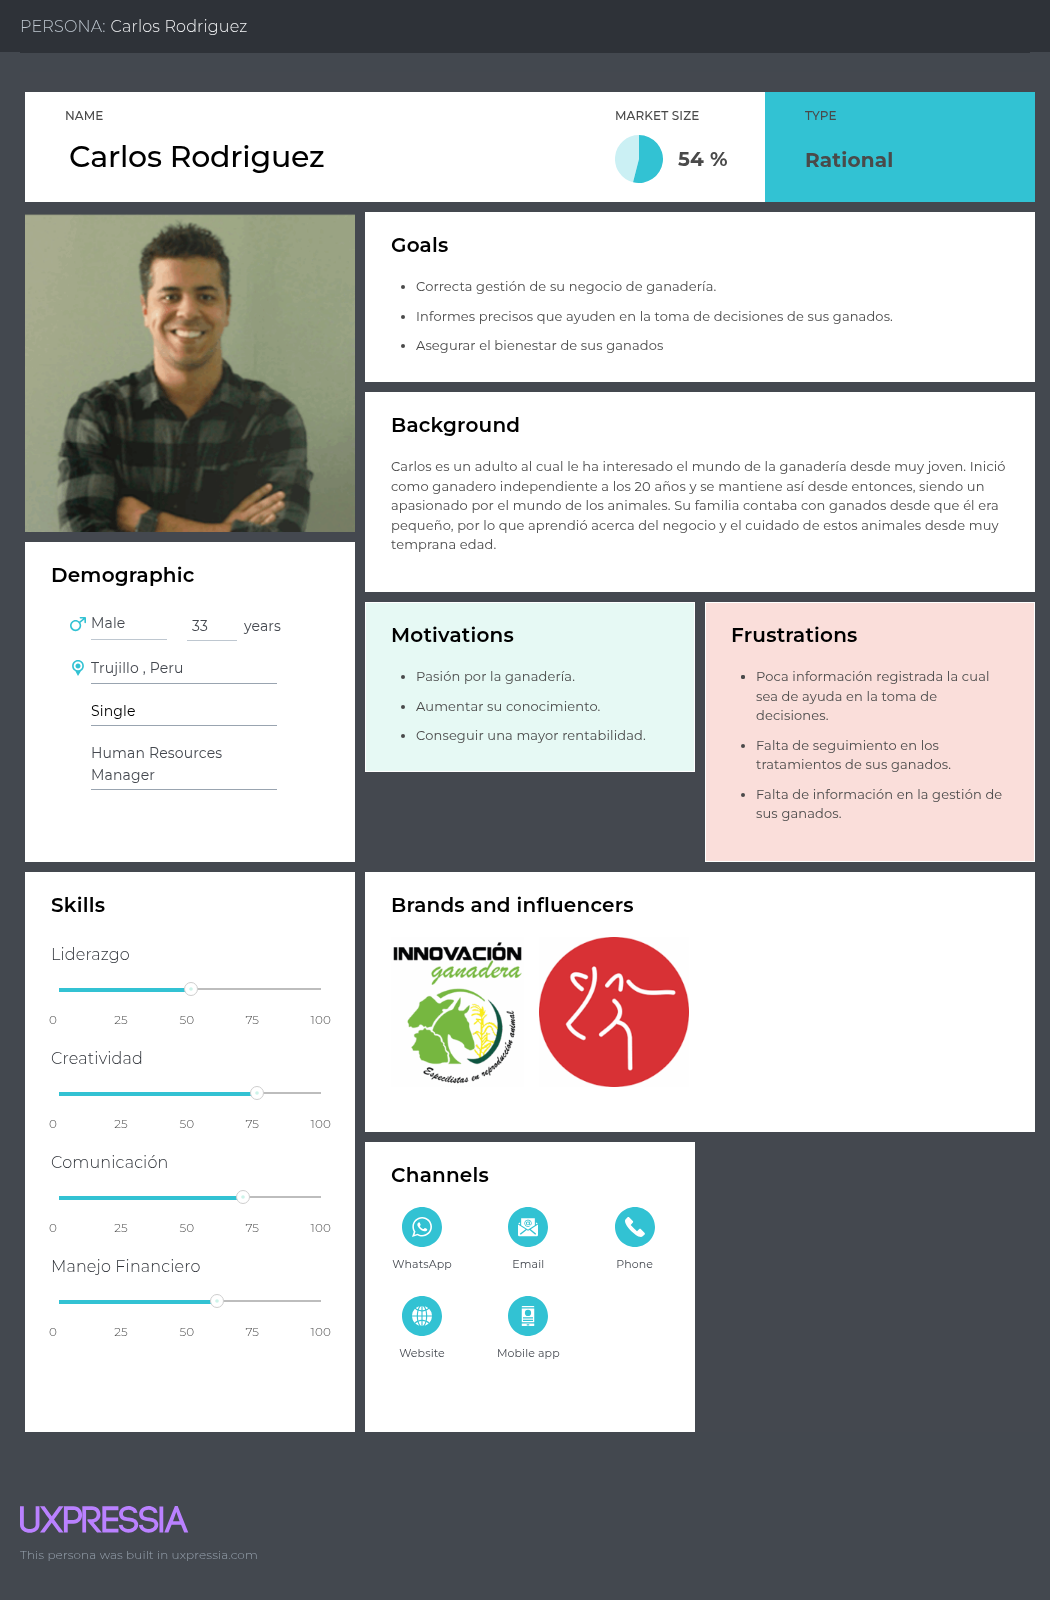 PERSONA: Carlos Rodriguez
NAME
Carlos Rodriguez
MARKET SIZE
54 %
TYPE
Rational
Goals
Correcta gestión de su negocio de ganadería.
Informes precisos que ayuden en la toma de decisiones de sus ganados.
Asegurar el bienestar de sus ganados
Background
Carlos es un adulto al cual le ha interesado el mundo de la ganadería desde muy joven. Inició
como ganadero independiente a los 20 años y se mantiene así desde entonces, siendo un
apasionado por el mundo de los animales. Su familia contaba con ganados desde que él era
pequeño, por lo que aprendió acerca del negocio y el cuidado de estos animales desde muy
temprana edad.
Demographic
Male
33 years
Trujillo , Peru
Single
Human Resources
Manager
Motivations
Pasión por la ganadería.
Aumentar su conocimiento.
Conseguir una mayor rentabilidad.
Frustrations
Poca información registrada la cual
sea de ayuda en la toma de
decisiones.
Falta de seguimiento en los
tratamientos de sus ganados.
Falta de información en la gestión de
sus ganados.
Skills
Liderazgo
0 25 50 75 100
Creatividad
0 25 50 75 100
Comunicación
0 25 50 75 100
Manejo Financiero
0 25 50 75 100
Brands and influencers
INNOVACIÓN
ganadera
Especilistas en reproducción animal
Channels
WhatsApp
Email
Phone
Website
Mobile app
UXPRESSIA
This persona was built in uxpressia.com